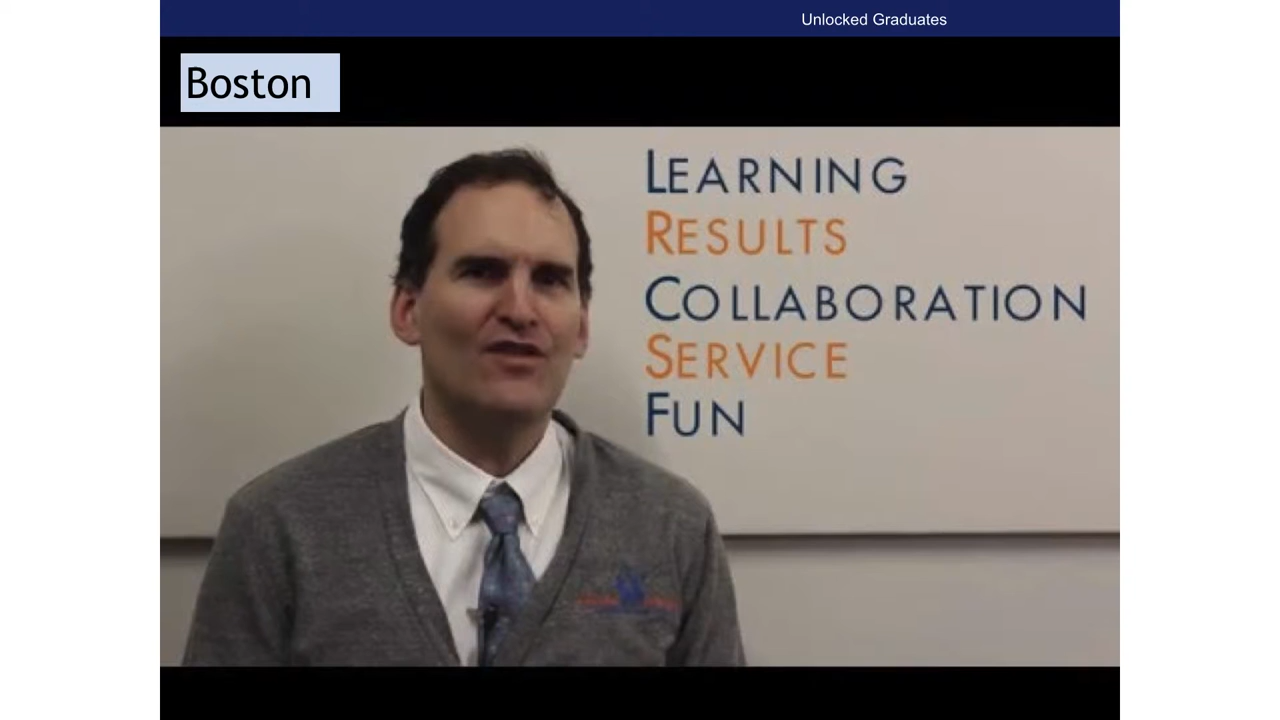 Unlocked Graduates
Boston
LEARNING
RESULTS
COLLABORATION
SERVICE
FUN